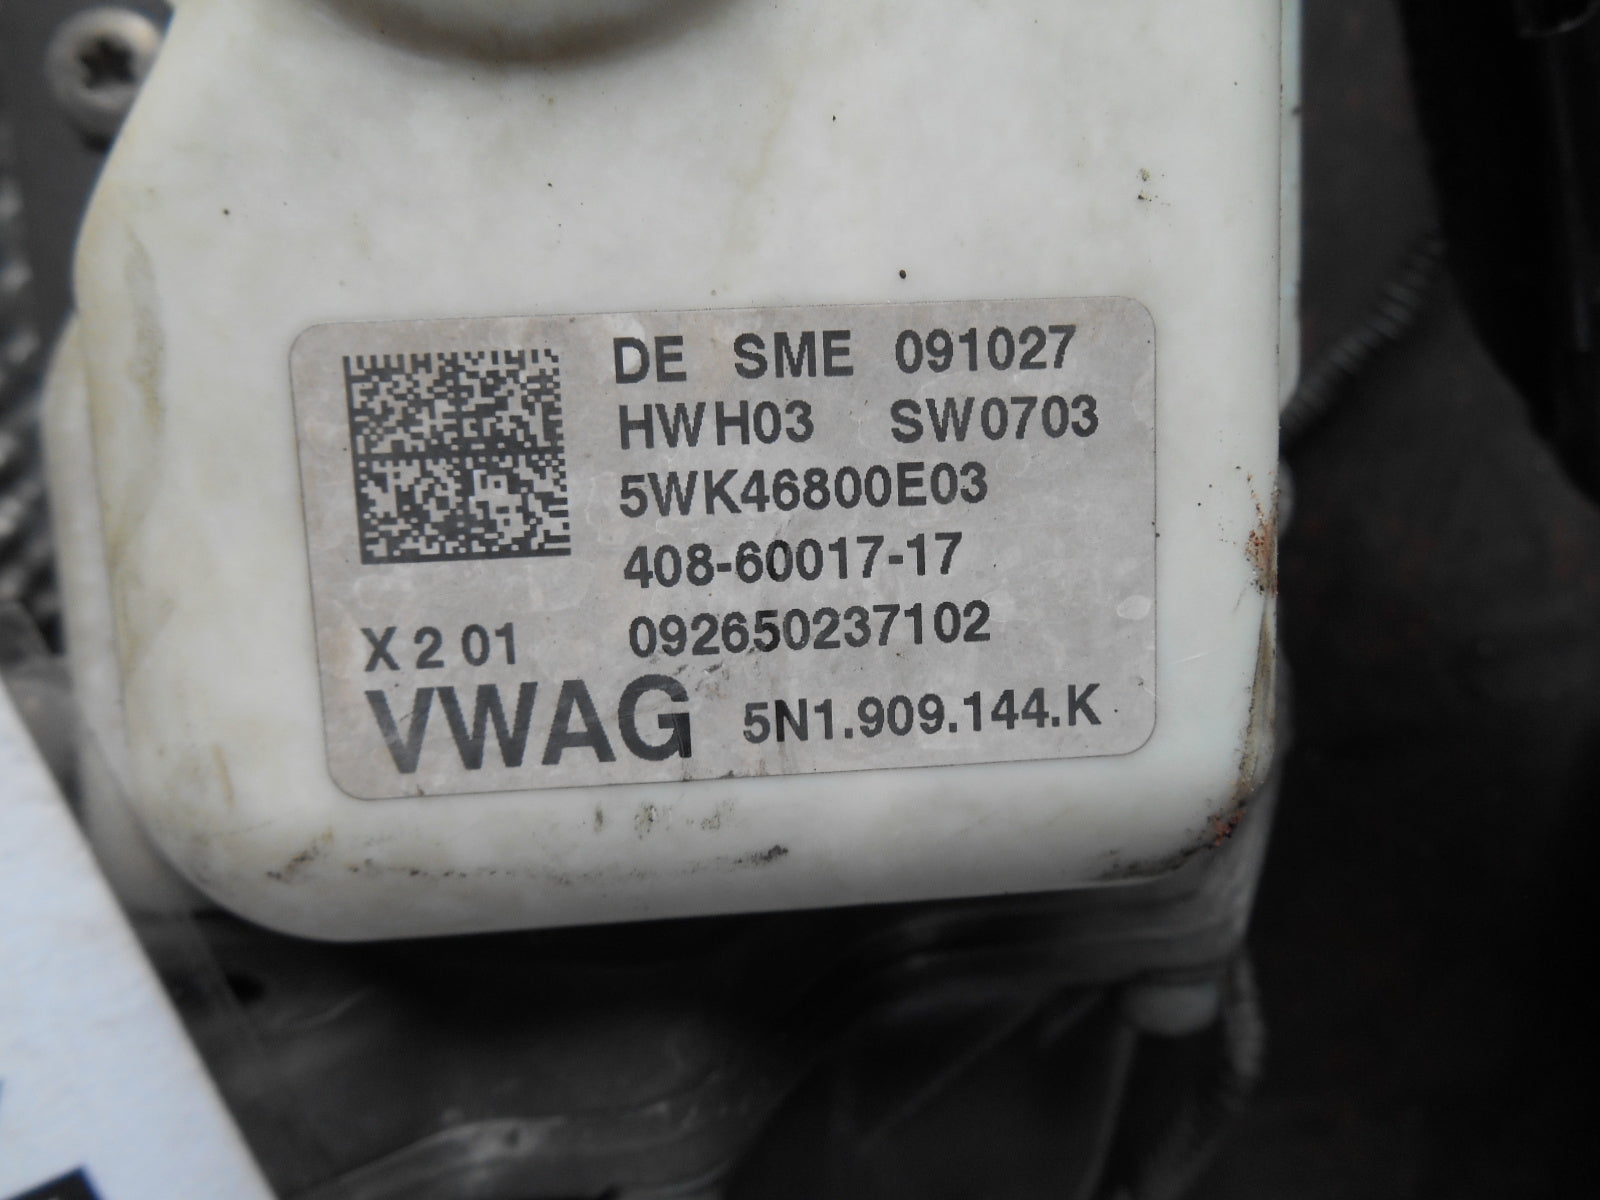 DE SME 091027
HWH03 SW0703
5WK46800E03
408-60017-17
X 2 01 092650237102
VWAG 5N1.909.144.K